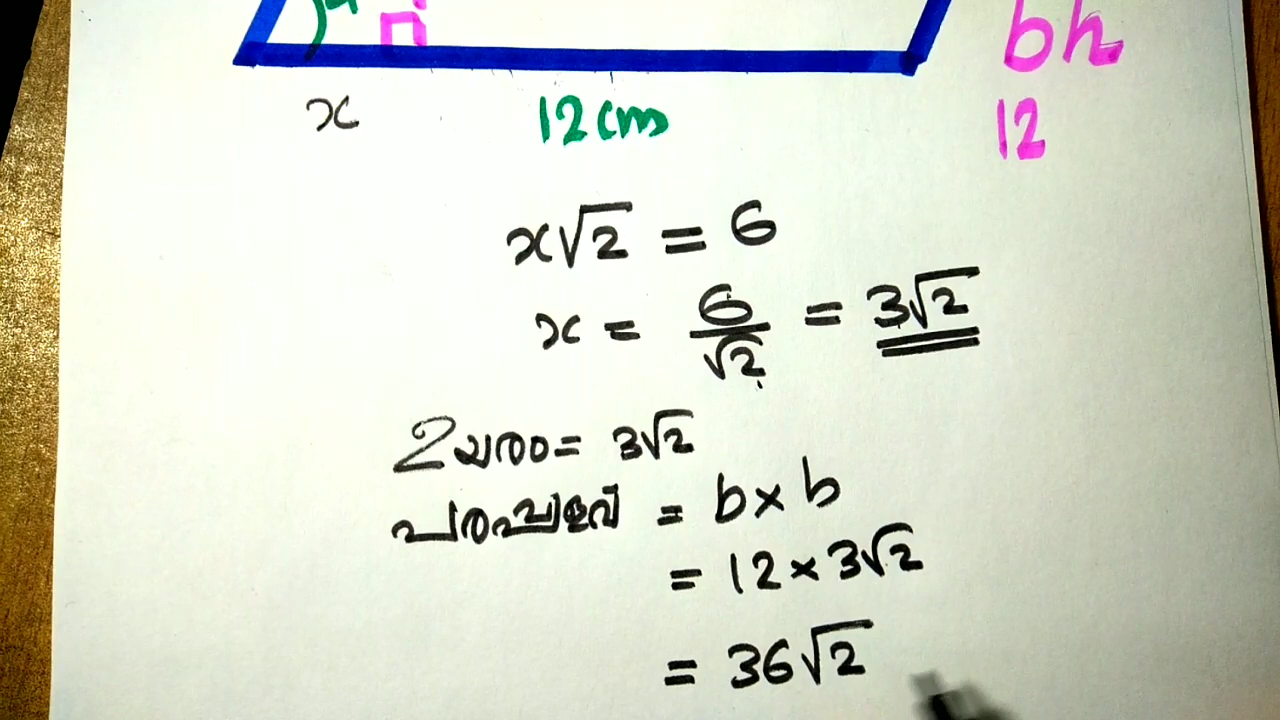 bh
x
12 cm
12
x√2 = 6
x = 6/√2 = 3√2
ഉയരം = 3√2
പരപ്പളവ് = b × b
= 12 × 3√2
= 36√2